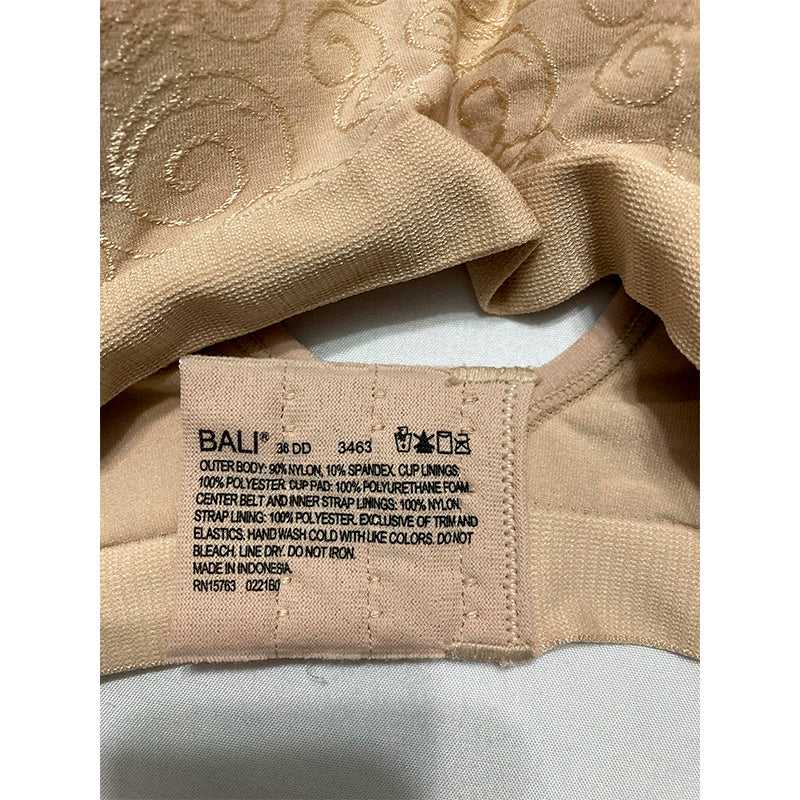 BALI® 36 DD 3463
OUTER BODY: 90% NYLON, 10% SPANDEX. CUP LININGS:
100% POLYESTER. CUP PAD: 100% POLYURETHANE FOAM.
CENTER BELT AND INNER STRAP LININGS: 100% NYLON.
STRAP LINING: 100% POLYESTER. EXCLUSIVE OF TRIM AND
ELASTICS. HAND WASH COLD WITH LIKE COLORS. DO NOT
BLEACH. LINE DRY. DO NOT IRON.
MADE IN INDONESIA.
RN15763 0221B0